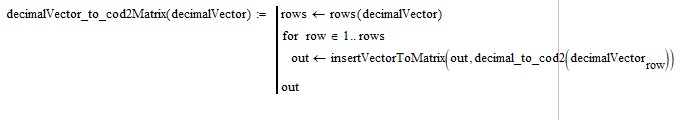 decimalVector_to_cod2Matrix(decimalVector) := rows ← rows(decimalVector)
for row ∈ 1..rows
out ← insertVectorToMatrix(out, decimal_to_cod2(decimalVector_row))
out